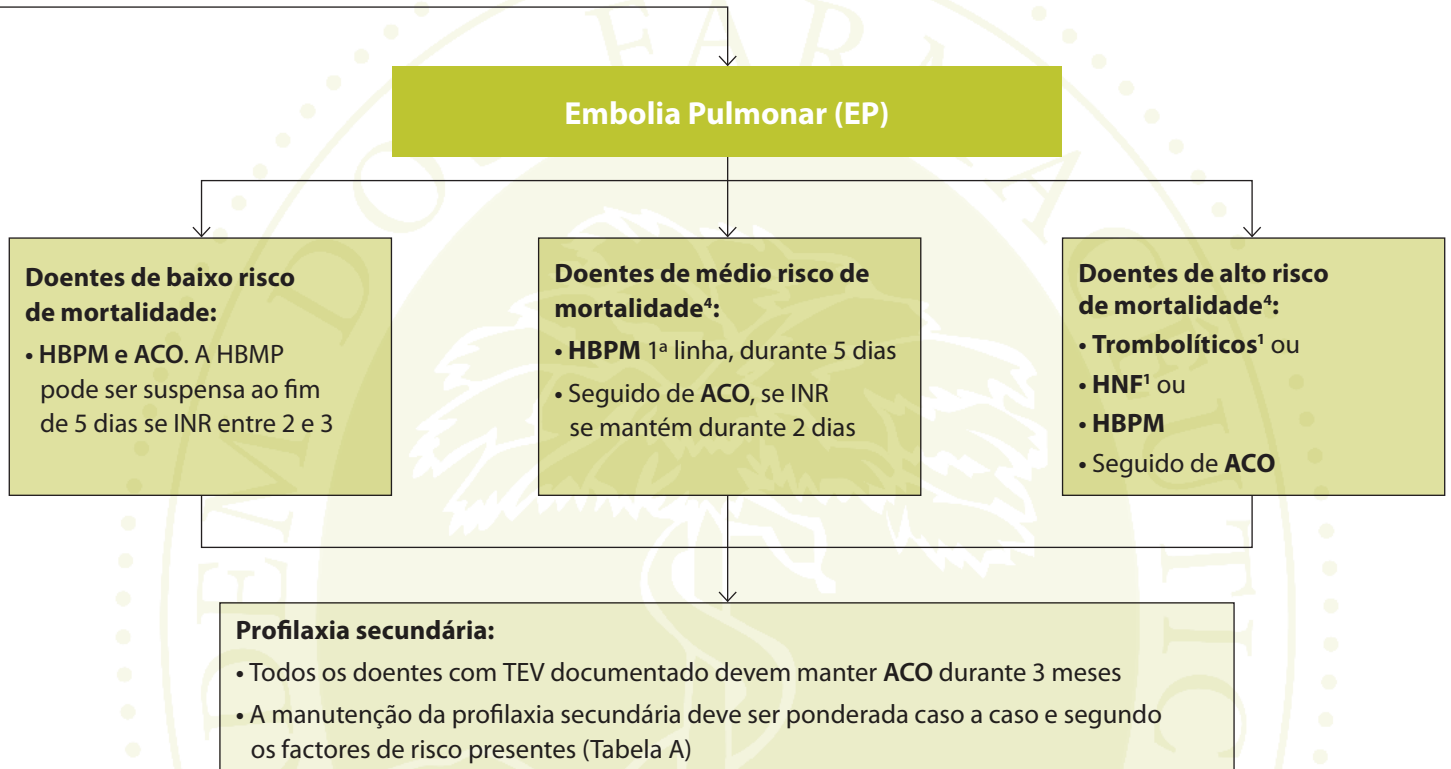 Embolia Pulmonar (EP)
Doentes de baixo risco
de mortalidade:
• HBPM e ACO. A HBMP
pode ser suspensa ao fim
de 5 dias se INR entre 2 e 3
Doentes de médio risco de
mortalidade⁴:
• HBPM 1ª linha, durante 5 dias
• Seguido de ACO, se INR
se mantém durante 2 dias
Doentes de alto risco
de mortalidade⁴:
• Trombolíticos¹ ou
• HNF¹ ou
• HBPM
• Seguido de ACO
Profilaxia secundária:
• Todos os doentes com TEV documentado devem manter ACO durante 3 meses
• A manutenção da profilaxia secundária deve ser ponderada caso a caso e segundo
os factores de risco presentes (Tabela A)